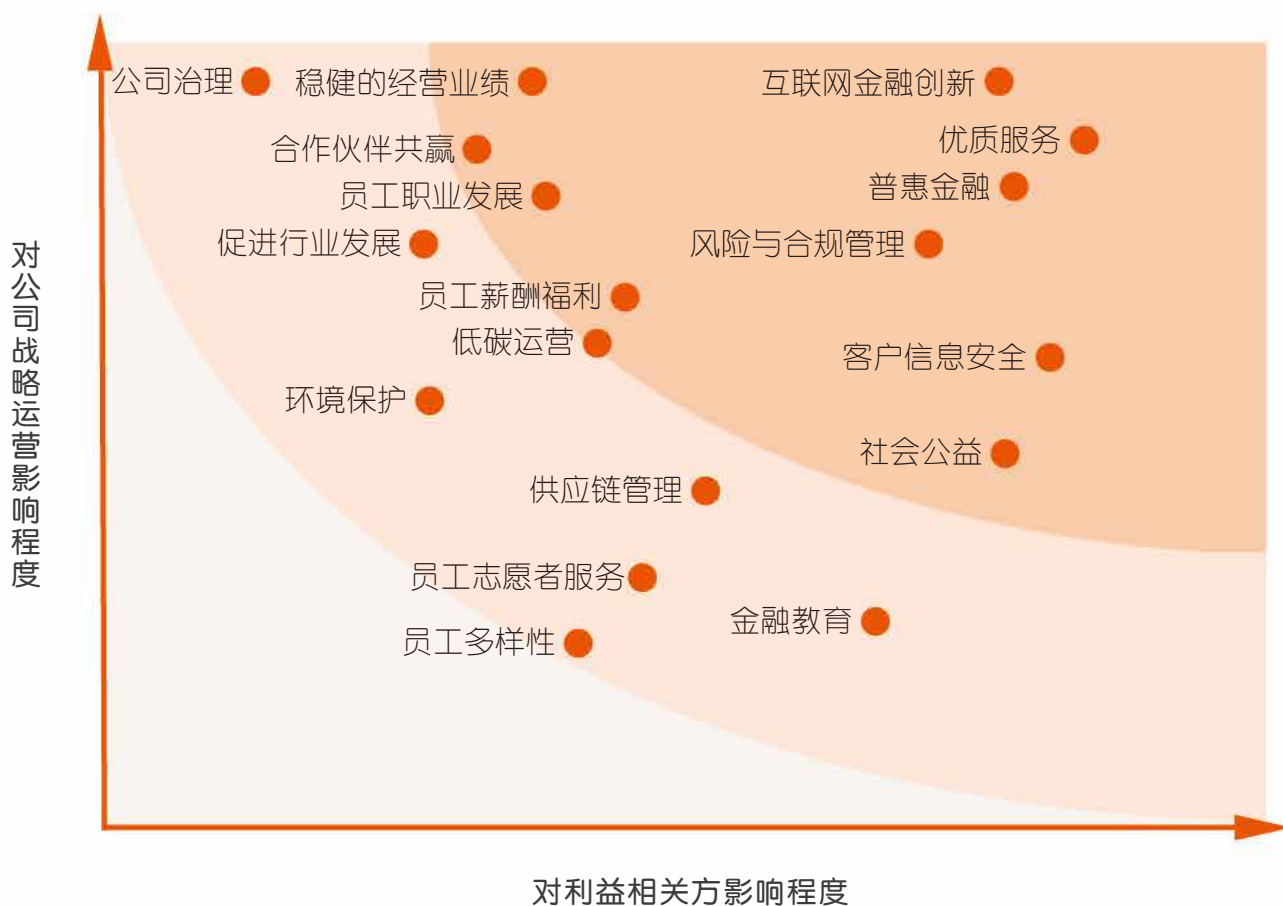 公司治理
稳健的经营业绩
互联网金融创新
优质服务
合作伙伴共赢
普惠金融
员工职业发展
促进行业发展
风险与合规管理
员工薪酬福利
低碳运营
客户信息安全
环境保护
社会公益
供应链管理
员工志愿者服务
金融教育
员工多样性
对公司战略运营影响程度
对利益相关方影响程度